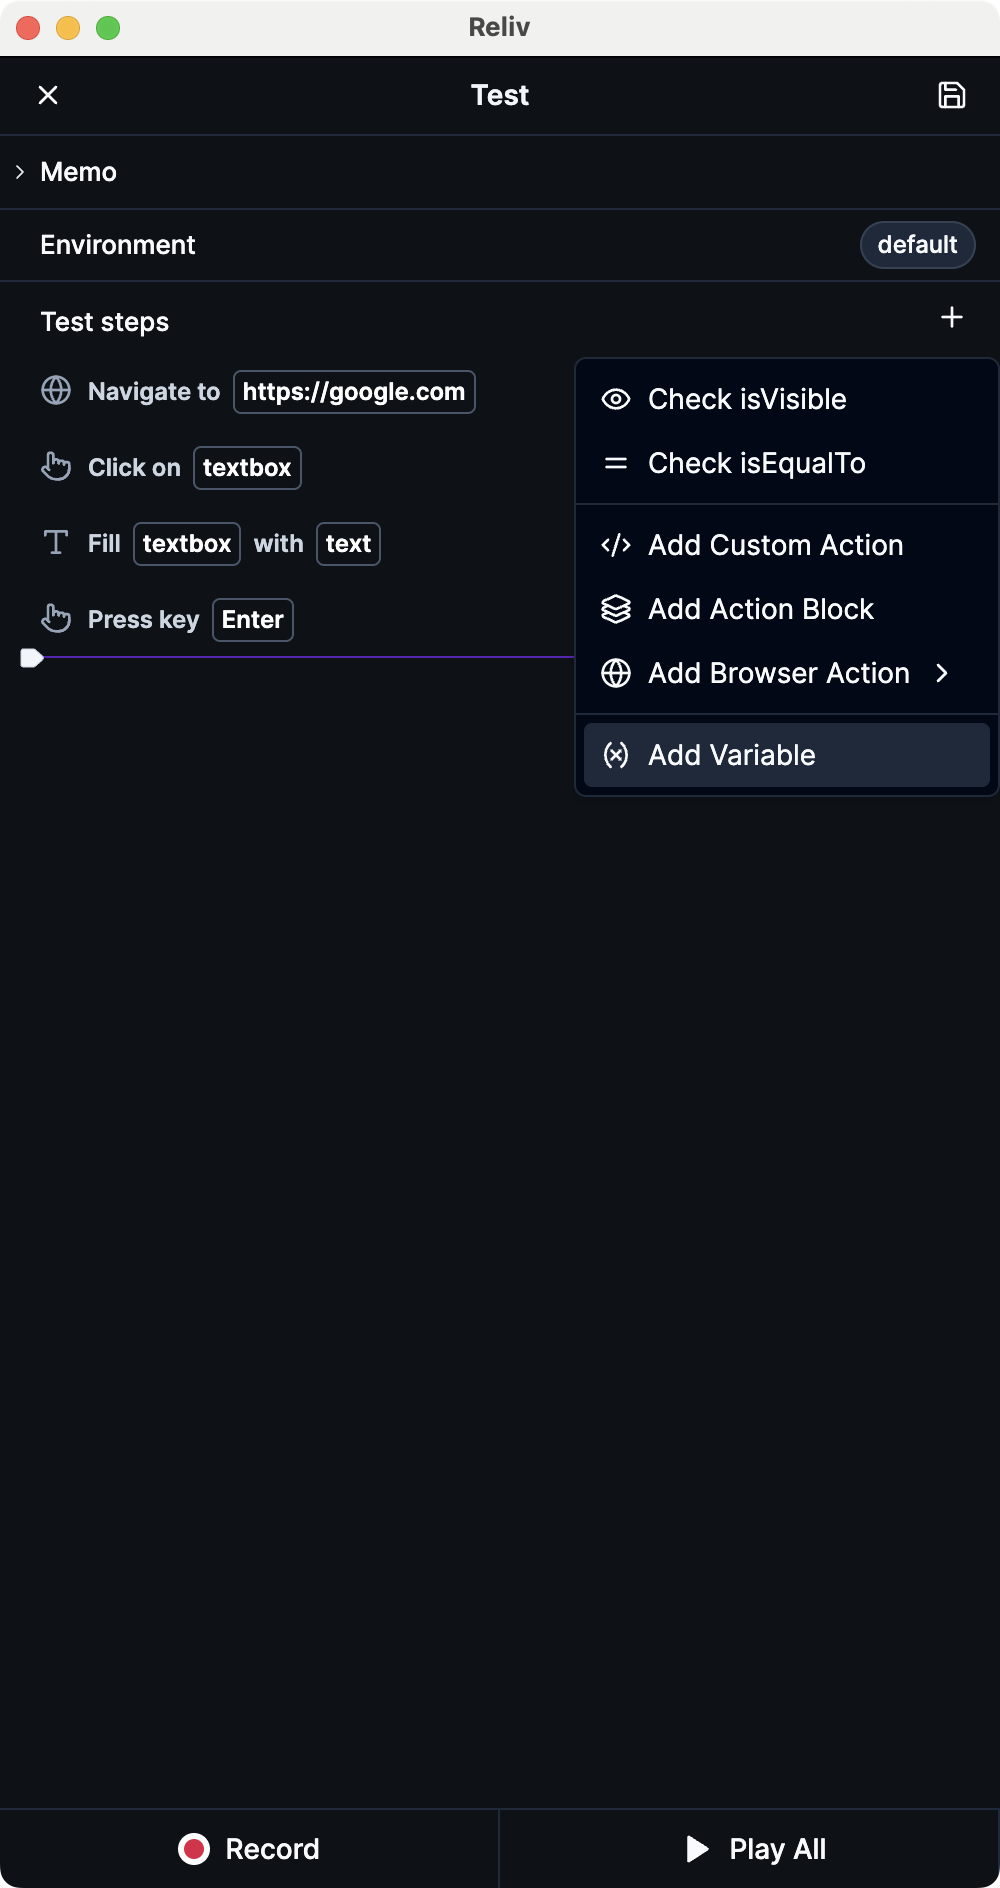 Reliv
Test
Memo
Environment
default
Test steps
Navigate to https://google.com
Click on textbox
Fill textbox with text
Press key Enter
Check isVisible
Check isEqualTo
Add Custom Action
Add Action Block
Add Browser Action
Add Variable
Record
Play All